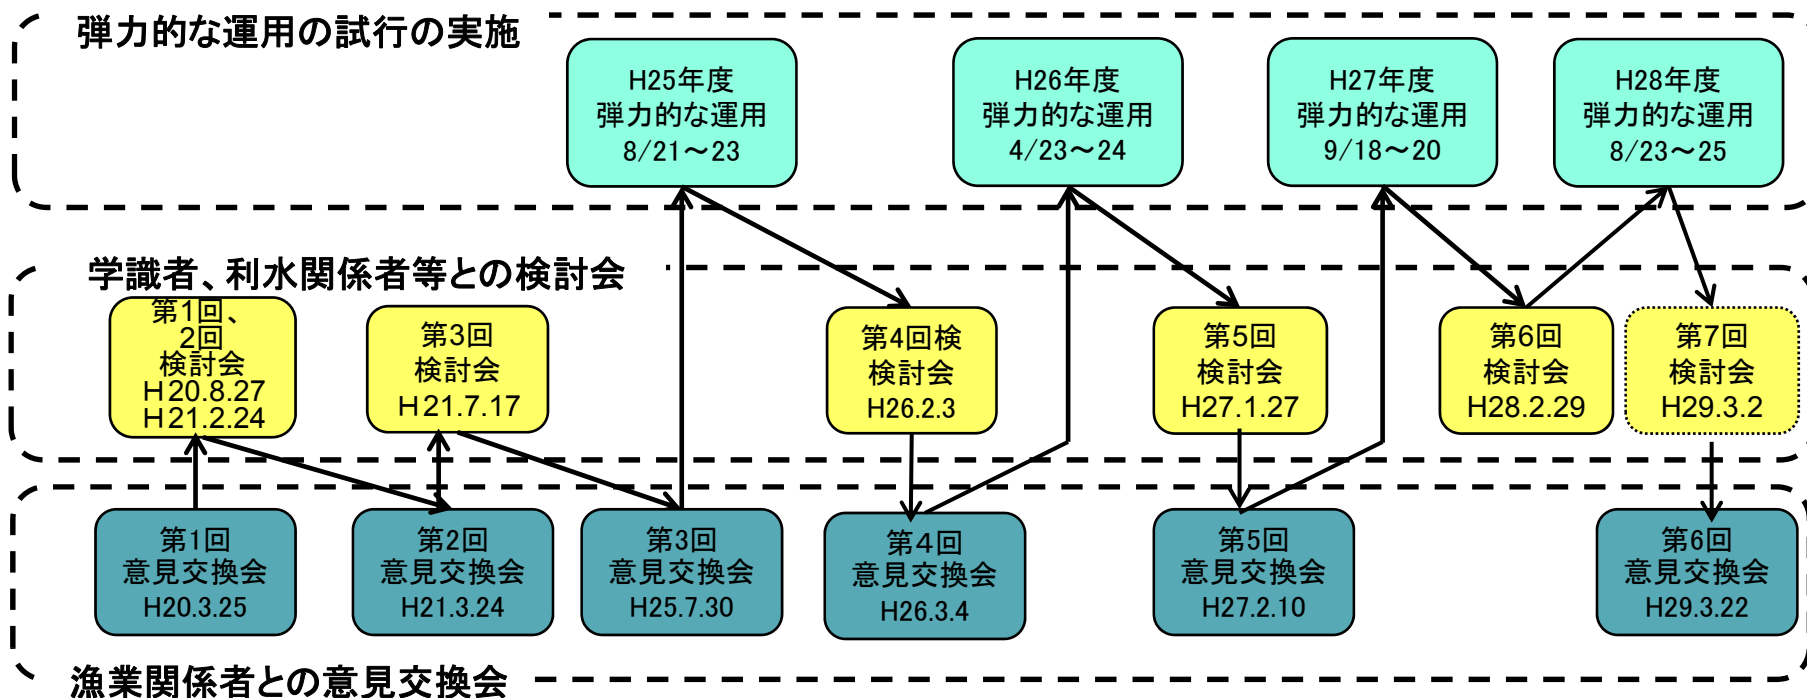 弾力的な運用の試行の実施
H25年度
弾力的な運用
8/21～23
H26年度
弾力的な運用
4/23～24
H27年度
弾力的な運用
9/18～20
H28年度
弾力的な運用
8/23～25
学識者、利水関係者等との検討会
第1回、
2回
検討会
H20.8.27
H21.2.24
第3回
検討会
H21.7.17
第4回検
検討会
H26.2.3
第5回
検討会
H27.1.27
第6回
検討会
H28.2.29
第7回
検討会
H29.3.2
第1回
意見交換会
H20.3.25
第2回
意見交換会
H21.3.24
第3回
意見交換会
H25.7.30
第４回
意見交換会
H26.3.4
第5回
意見交換会
H27.2.10
第6回
意見交換会
H29.3.22
漁業関係者との意見交換会